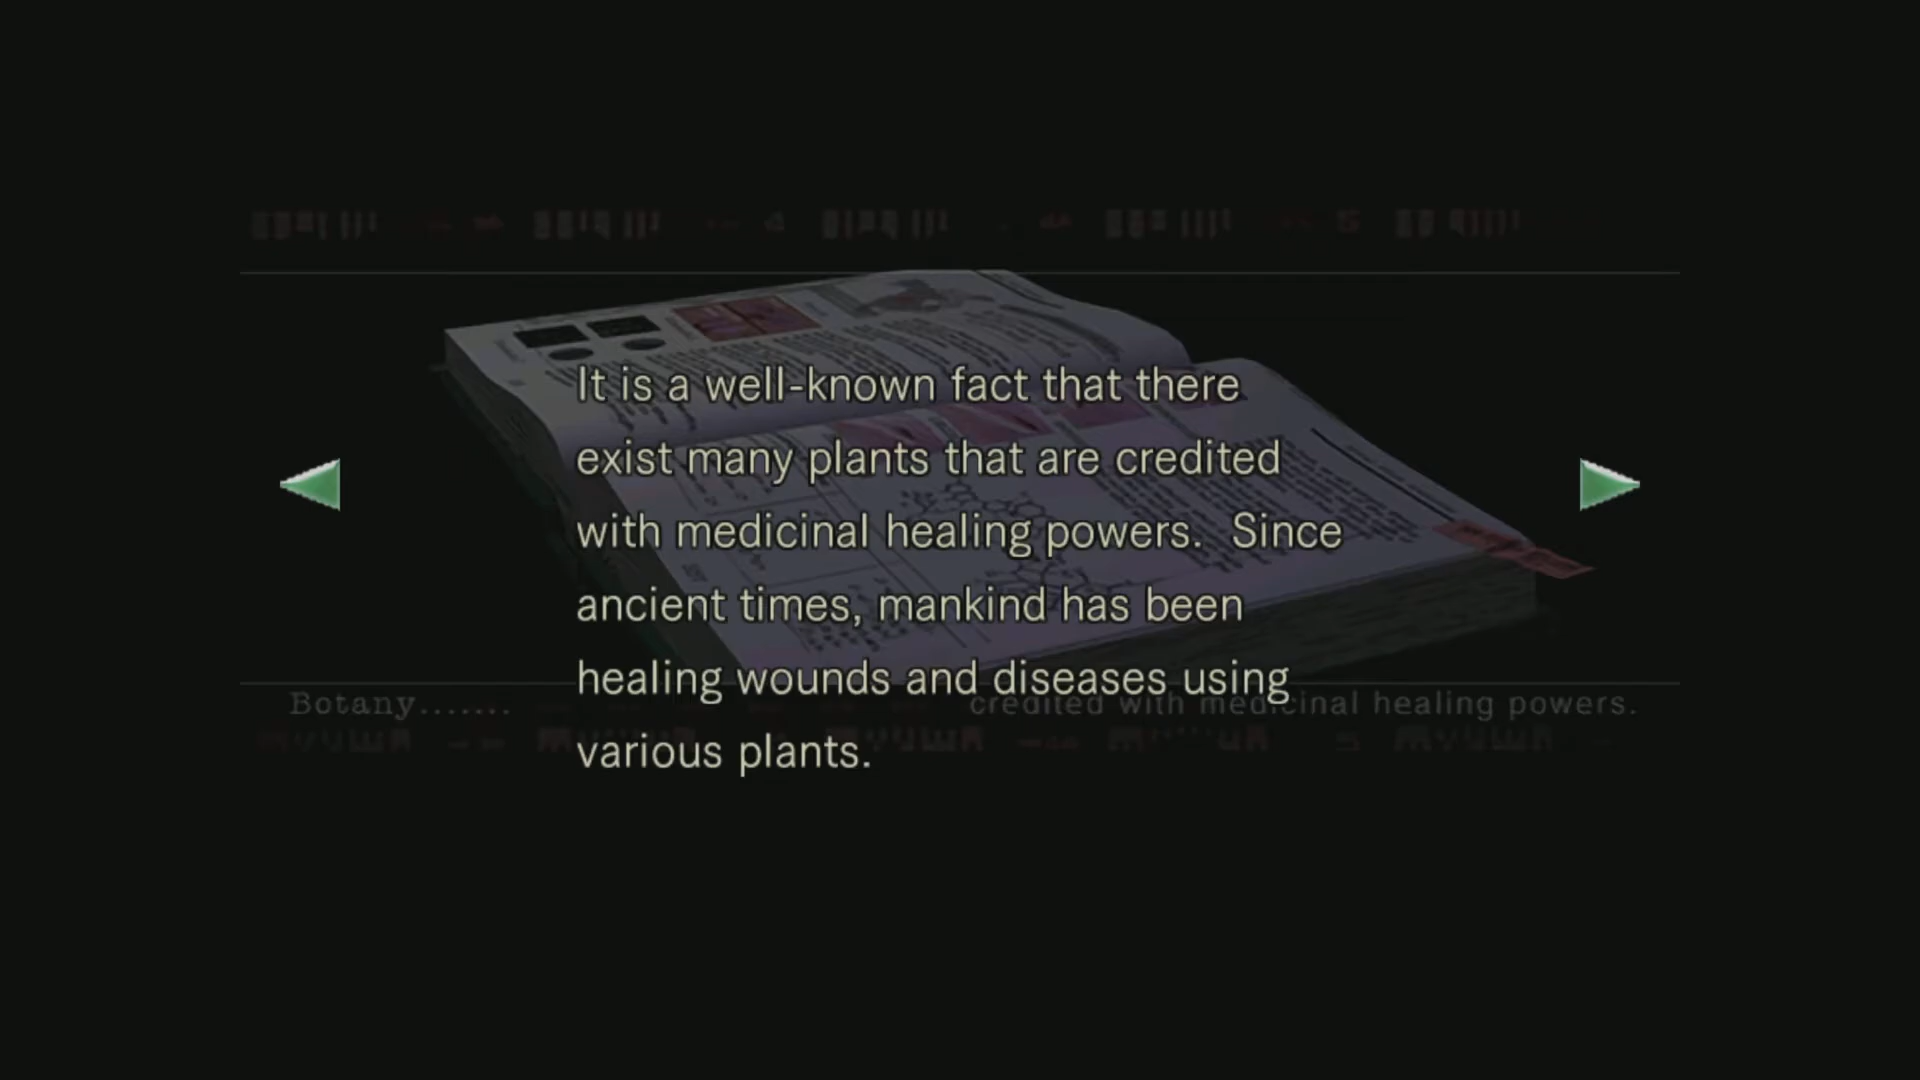 It is a well-known fact that there
exist many plants that are credited
with medicinal healing powers.  Since
ancient times, mankind has been
healing wounds and diseases using
various plants.
Botany....... credited with medicinal healing powers.